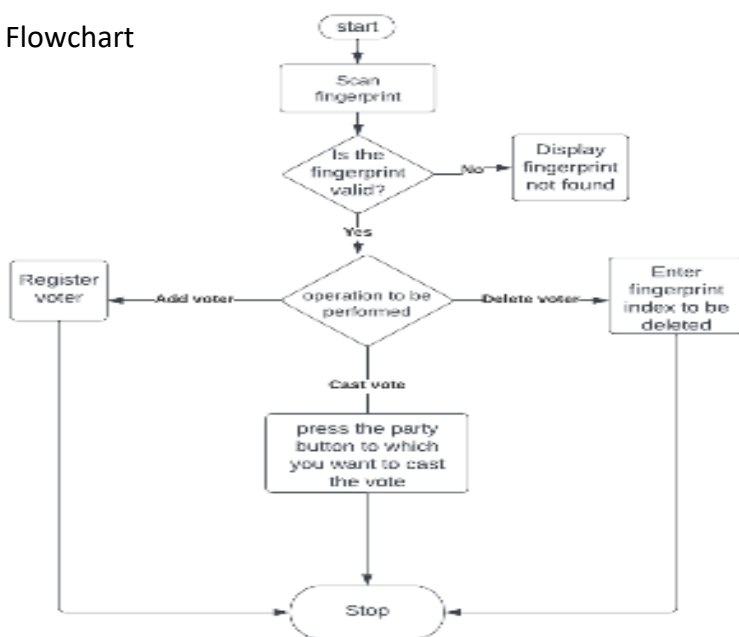 Flowchart
start
Scan
fingerprint
Is the
fingerprint
valid?
No
Display
fingerprint
not found
Yes
Register
voter
Add voter
operation to be
performed
Delete voter
Enter
fingerprint
index to be
deleted
Cast vote
press the party
button to which
you want to cast
the vote
Stop